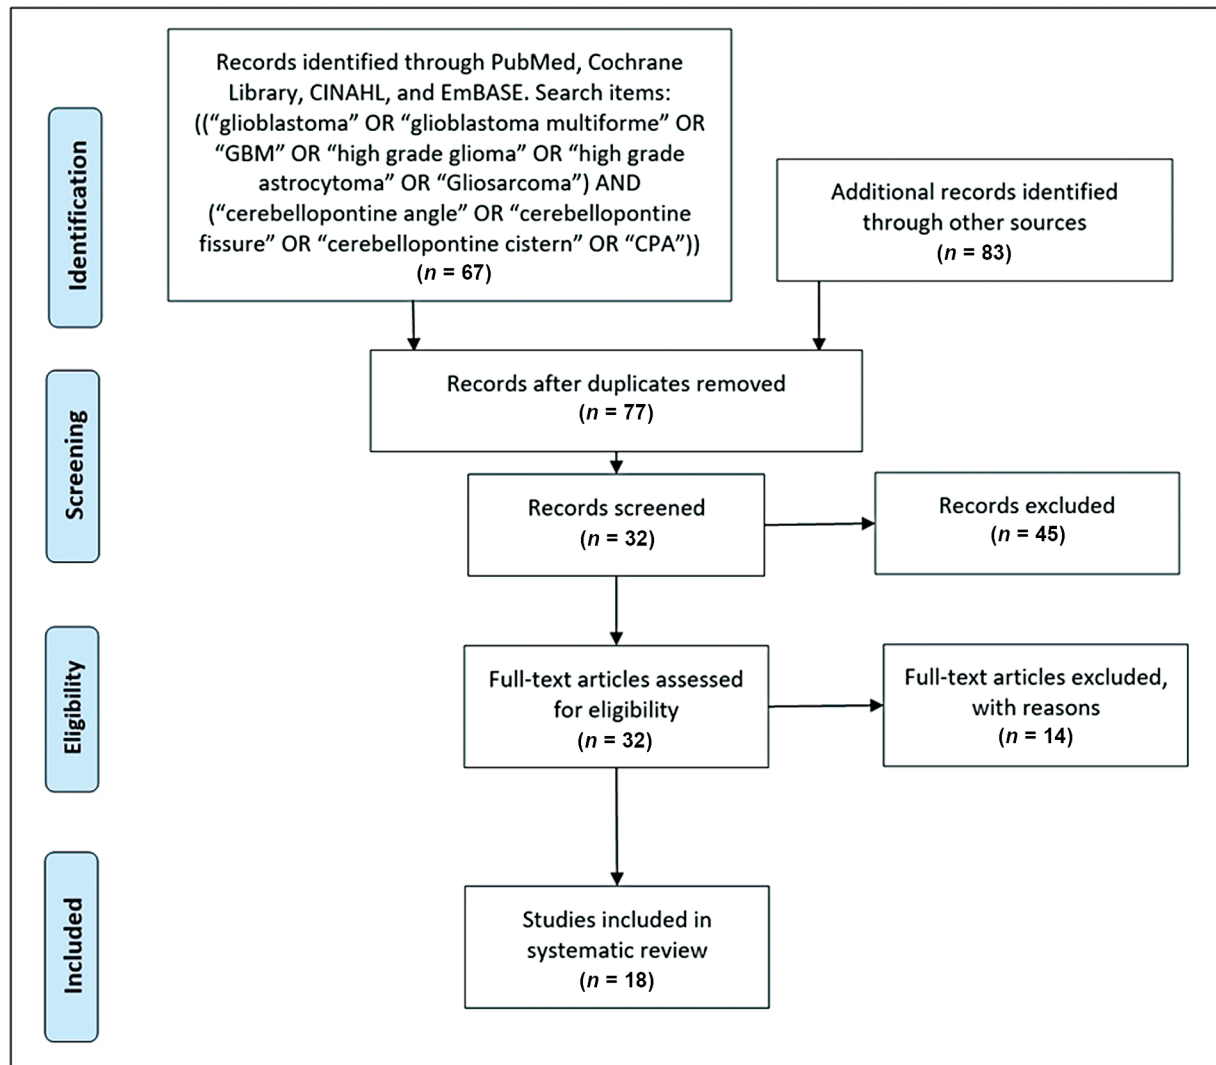 Identification
Records identified through PubMed, Cochrane
Library, CINAHL, and EmBASE. Search items:
((“glioblastoma” OR “glioblastoma multiforme” OR
“GBM” OR “high grade glioma” OR “high grade
astrocytoma” OR “Gliosarcoma”) AND
(“cerebellopontine angle” OR “cerebellopontine
fissure” OR “cerebellopontine cistern” OR “CPA”))
(n = 67)
Additional records identified
through other sources
(n = 83)
Screening
Records after duplicates removed
(n = 77)
Records screened
(n = 32)
Records excluded
(n = 45)
Eligibility
Full-text articles assessed
for eligibility
(n = 32)
Full-text articles excluded,
with reasons
(n = 14)
Included
Studies included in
systematic review
(n = 18)